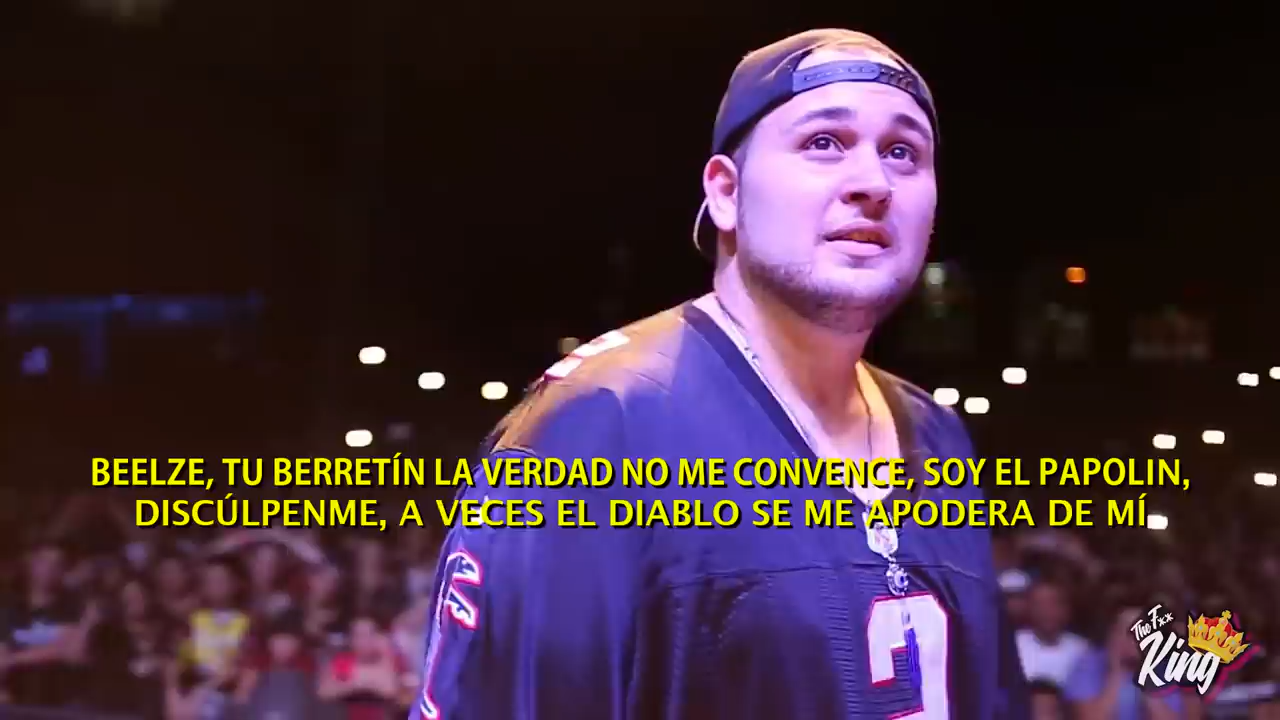 BEELZE, TU BERRETÍN LA VERDAD NO ME CONVENCE, SOY EL PAPOLIN,
DISCÚLPENME, A VECES EL DIABLO SE ME APODERA DE MÍ
The F**
King